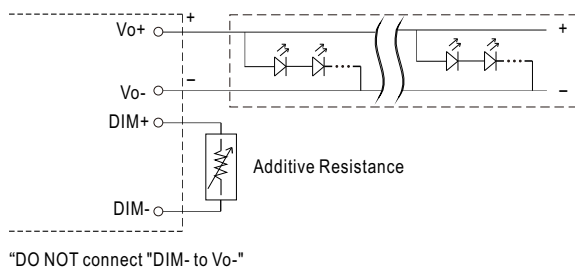 Vo+
+
+
−
Vo-
−
DIM+
Additive Resistance
DIM-
“DO NOT connect "DIM- to Vo-"